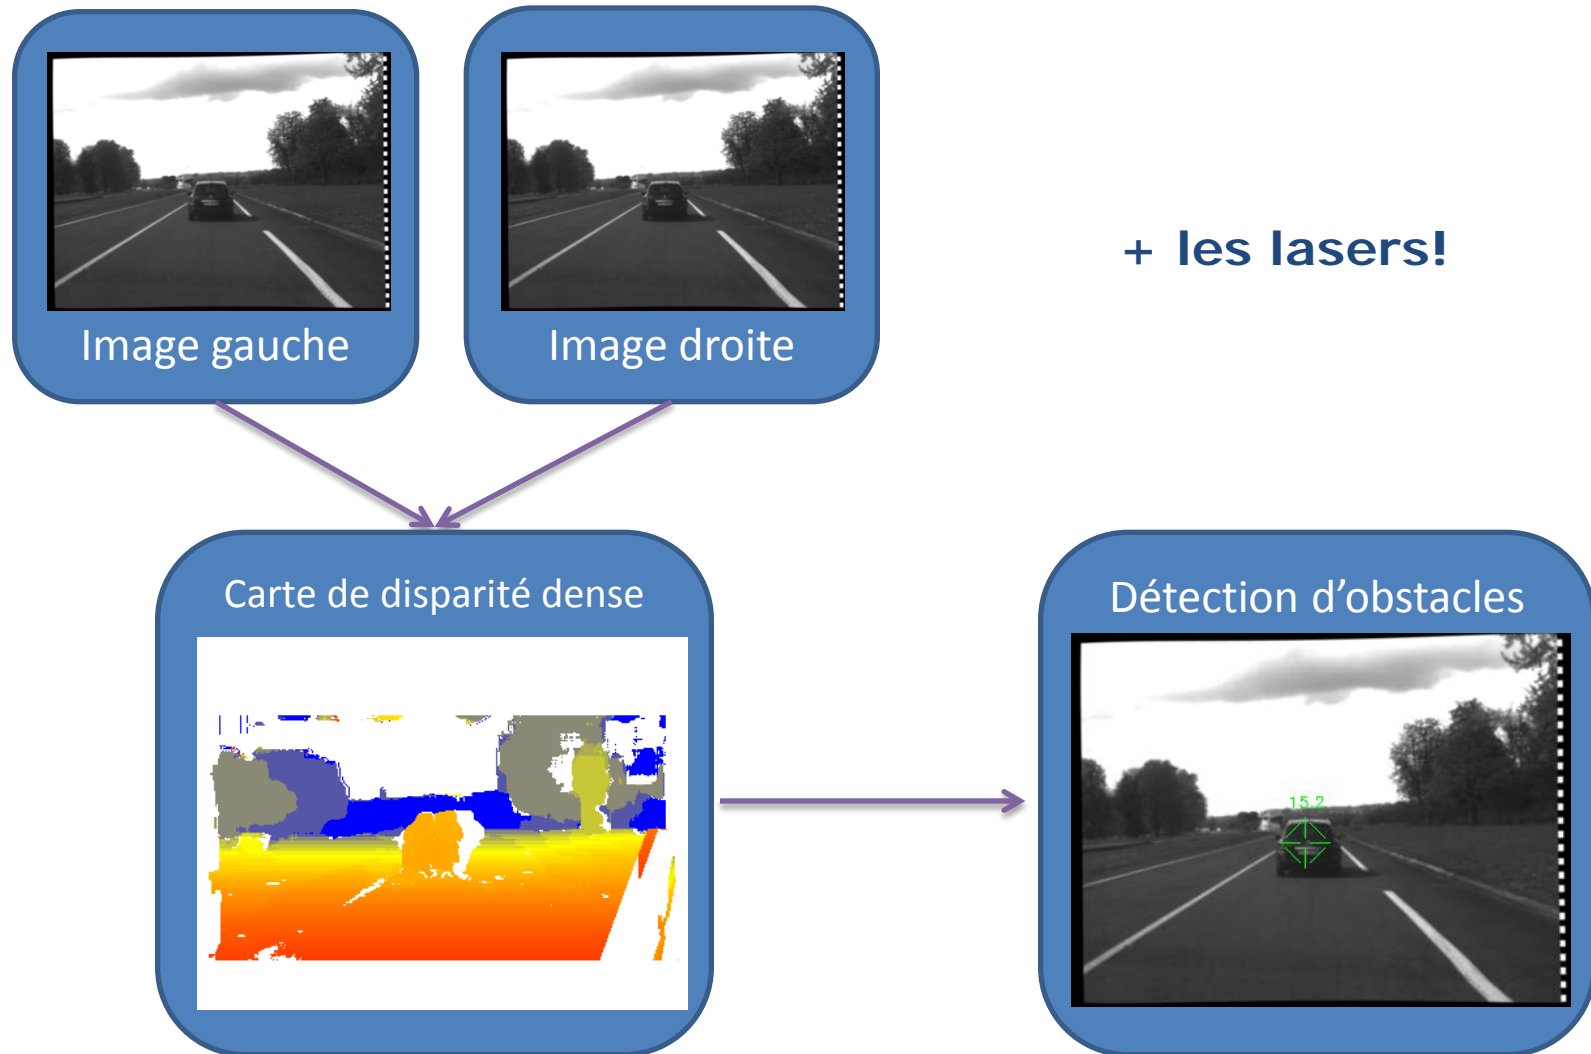 Image gauche
Image droite
+ les lasers!
Carte de disparité dense
Détection d’obstacles
15.2